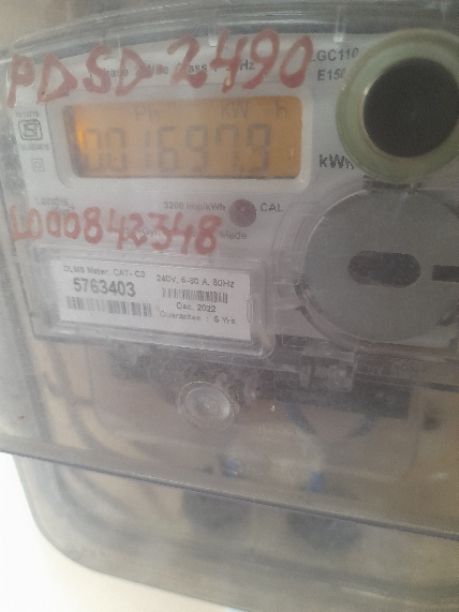 PDSD 2490
LGC110
E150
P KW h
001697.9
kWh
3200 imp/kWh
CAL
L000842348
DLMS Meter, CAT- C3
240V, 5-30 A, 50Hz
5763403
Dec, 2022
Guarantee : 5 Yrs